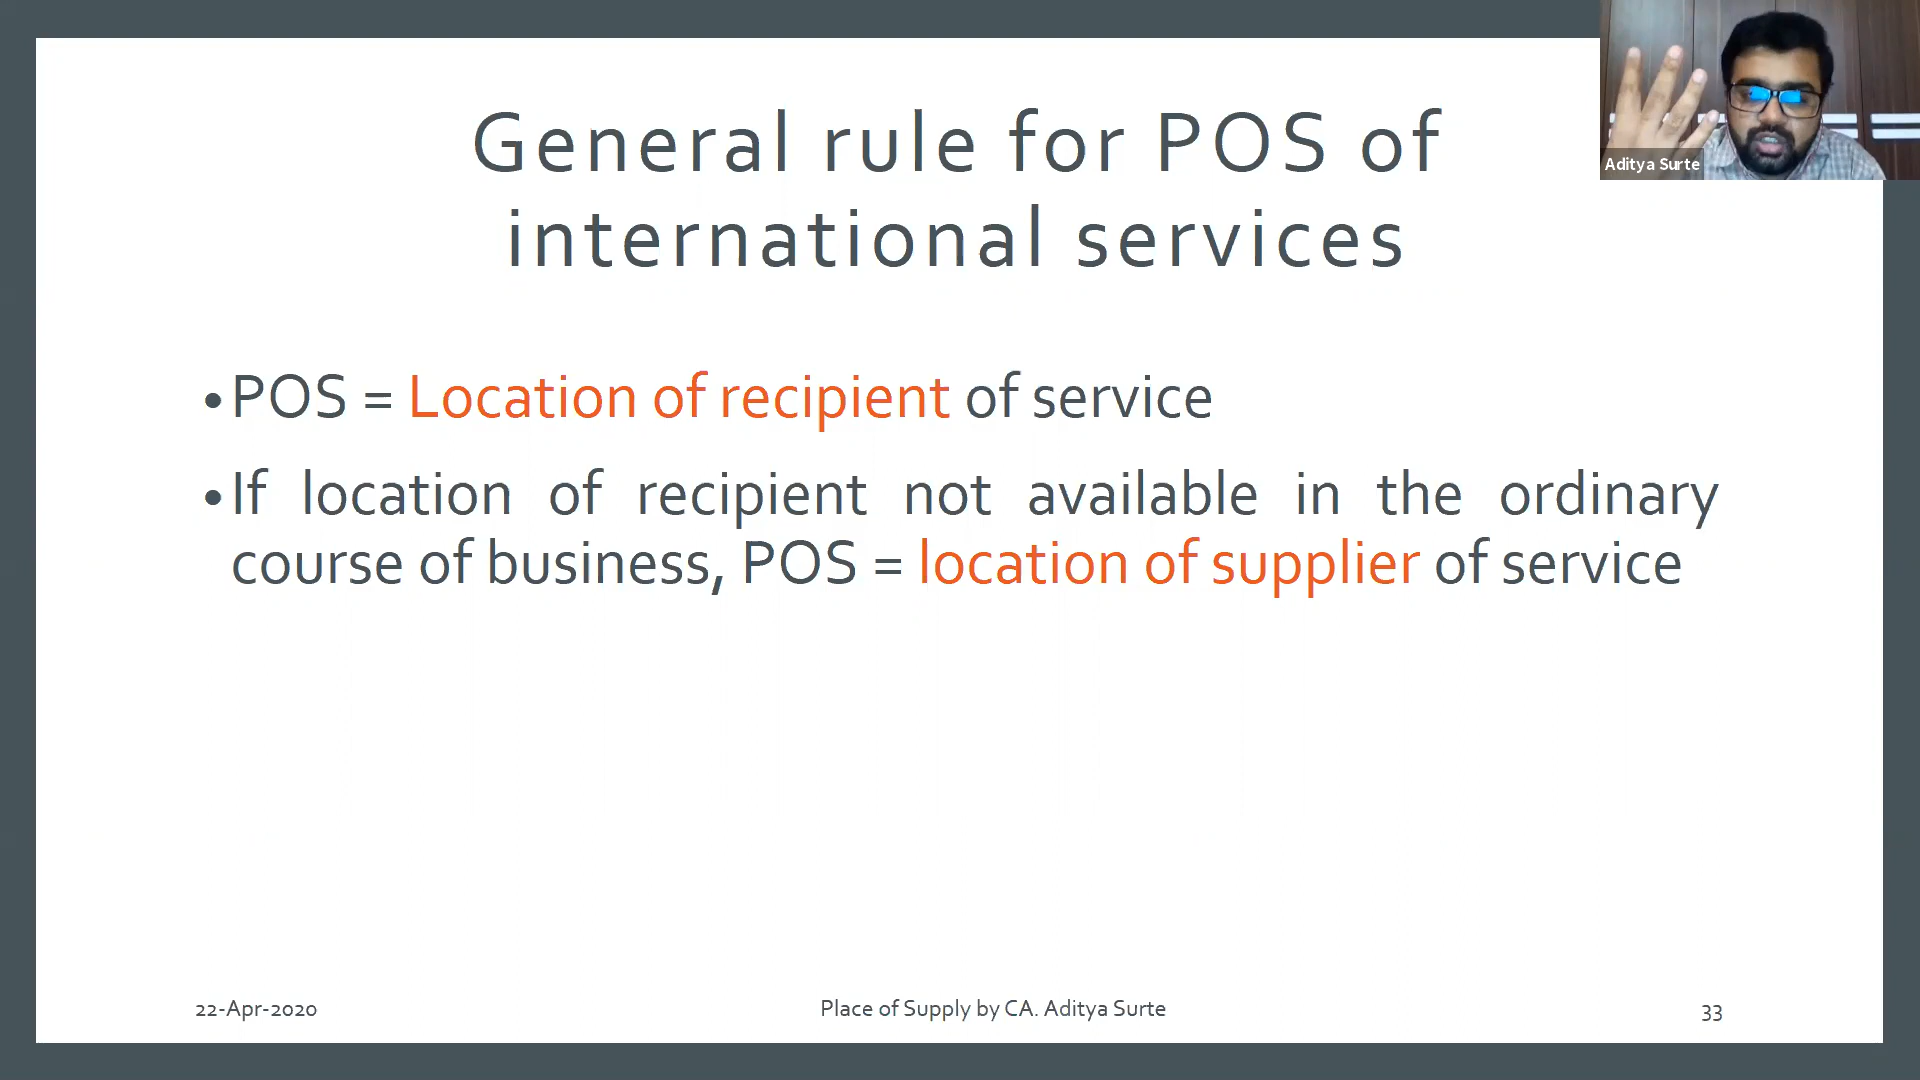 General rule for POS of
international services
Aditya Surte
•POS = Location of recipient of service
•If location of recipient not available in the ordinary
course of business, POS = location of supplier of service
22-Apr-2020
Place of Supply by CA. Aditya Surte
33